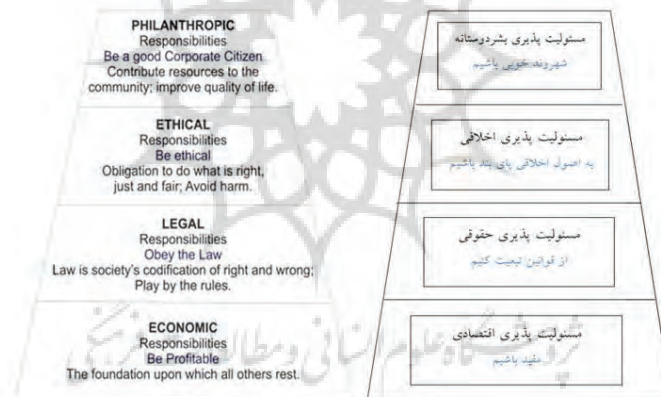 PHILANTHROPIC
Responsibilities
Be a good Corporate Citizen
Contribute resources to the
community; improve quality of life.
ETHICAL
Responsibilities
Be ethical
Obligation to do what is right,
just and fair; Avoid harm.
LEGAL
Responsibilities
Obey the Law
Law is society's codification of right and wrong;
Play by the rules.
ECONOMIC
Responsibilities
Be Profitable
The foundation upon which all others rest.
مسئولیت پذیری بشردوستانه
شهروند خوبی باشیم
مسئولیت پذیری اخلاقی
به اصول اخلاقی پای بند باشیم
مسئولیت پذیری حقوقی
از قوانین تبعیت کنیم
مسئولیت پذیری اقتصادی
مفید باشیم